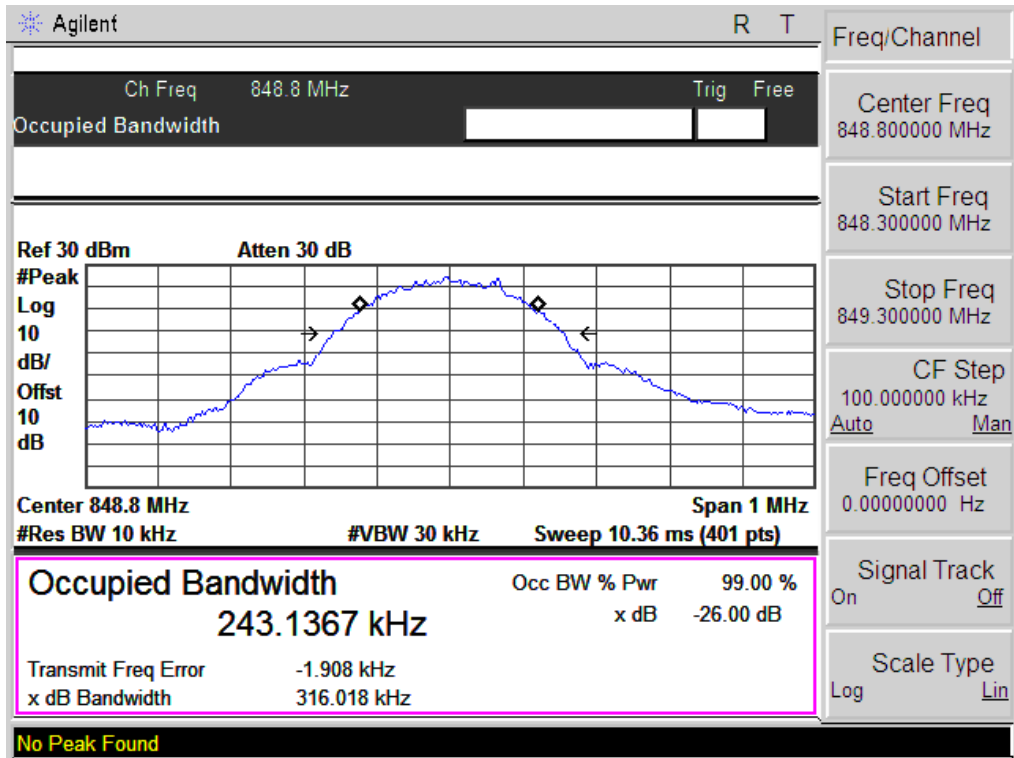 Agilent R T
Ch Freq 848.8 MHz Trig Free
Occupied Bandwidth
Ref 30 dBm Atten 30 dB
#Peak
Log
10
dB/
Offst
10
dB
Center 848.8 MHz Span 1 MHz
#Res BW 10 kHz #VBW 30 kHz Sweep 10.36 ms (401 pts)
Occupied Bandwidth Occ BW % Pwr 99.00 %
243.1367 kHz x dB -26.00 dB
Transmit Freq Error -1.908 kHz
x dB Bandwidth 316.018 kHz
No Peak Found
Freq/Channel
Center Freq
848.800000 MHz
Start Freq
848.300000 MHz
Stop Freq
849.300000 MHz
CF Step
100.000000 kHz
Auto Man
Freq Offset
0.00000000 Hz
Signal Track
On Off
Scale Type
Log Lin